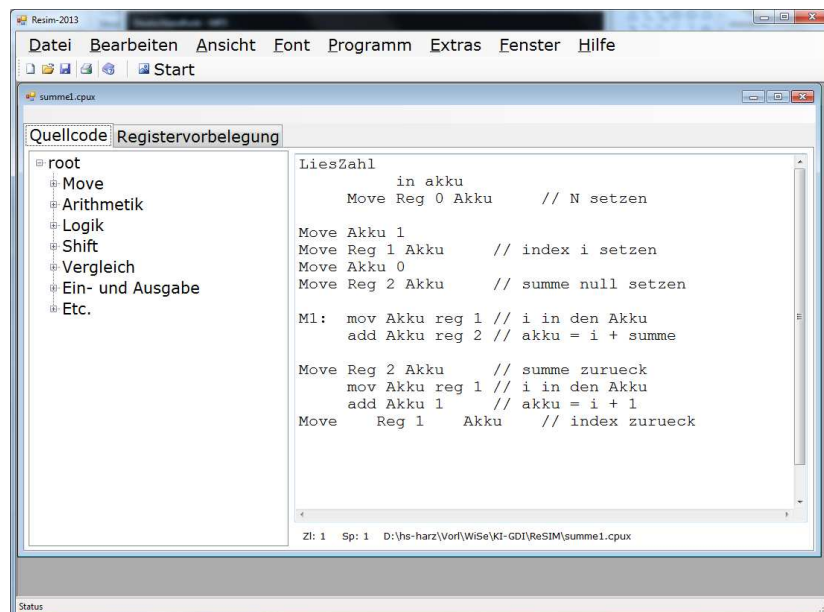 Resim-2013
Datei Bearbeiten Ansicht Font Programm Extras Fenster Hilfe
Start
summe1.cpux
Quellcode Registervorbelegung
root
Move
Arithmetik
Logik
Shift
Vergleich
Ein- und Ausgabe
Etc.
LiesZahl
in akku
Move Reg 0 Akku // N setzen
Move Akku 1
Move Reg 1 Akku // index i setzen
Move Akku 0
Move Reg 2 Akku // summe null setzen
M1: mov Akku reg 1 // i in den Akku
add Akku reg 2 // akku = i + summe
Move Reg 2 Akku // summe zurueck
mov Akku reg 1 // i in den Akku
add Akku 1 // akku = i + 1
Move Reg 1 Akku // index zurueck
Zl: 1 Sp: 1 D:\hs-harz\Vorl\WiSe\KI-GDI\ReSIM\summe1.cpux
Status